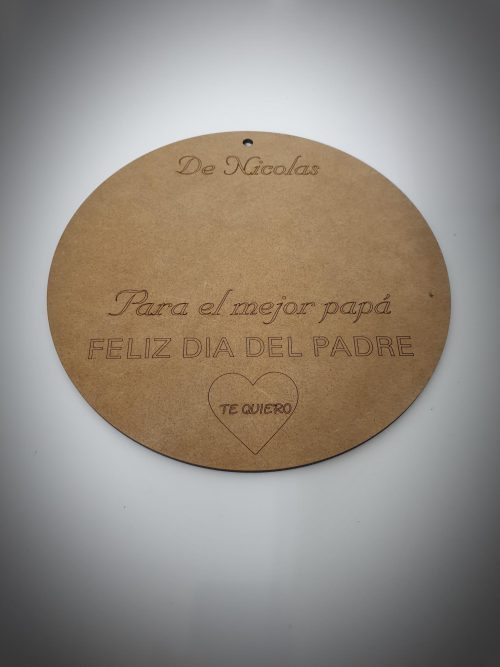 De Nicolas
Para el mejor papá
FELIZ DIA DEL PADRE
TE QUIERO